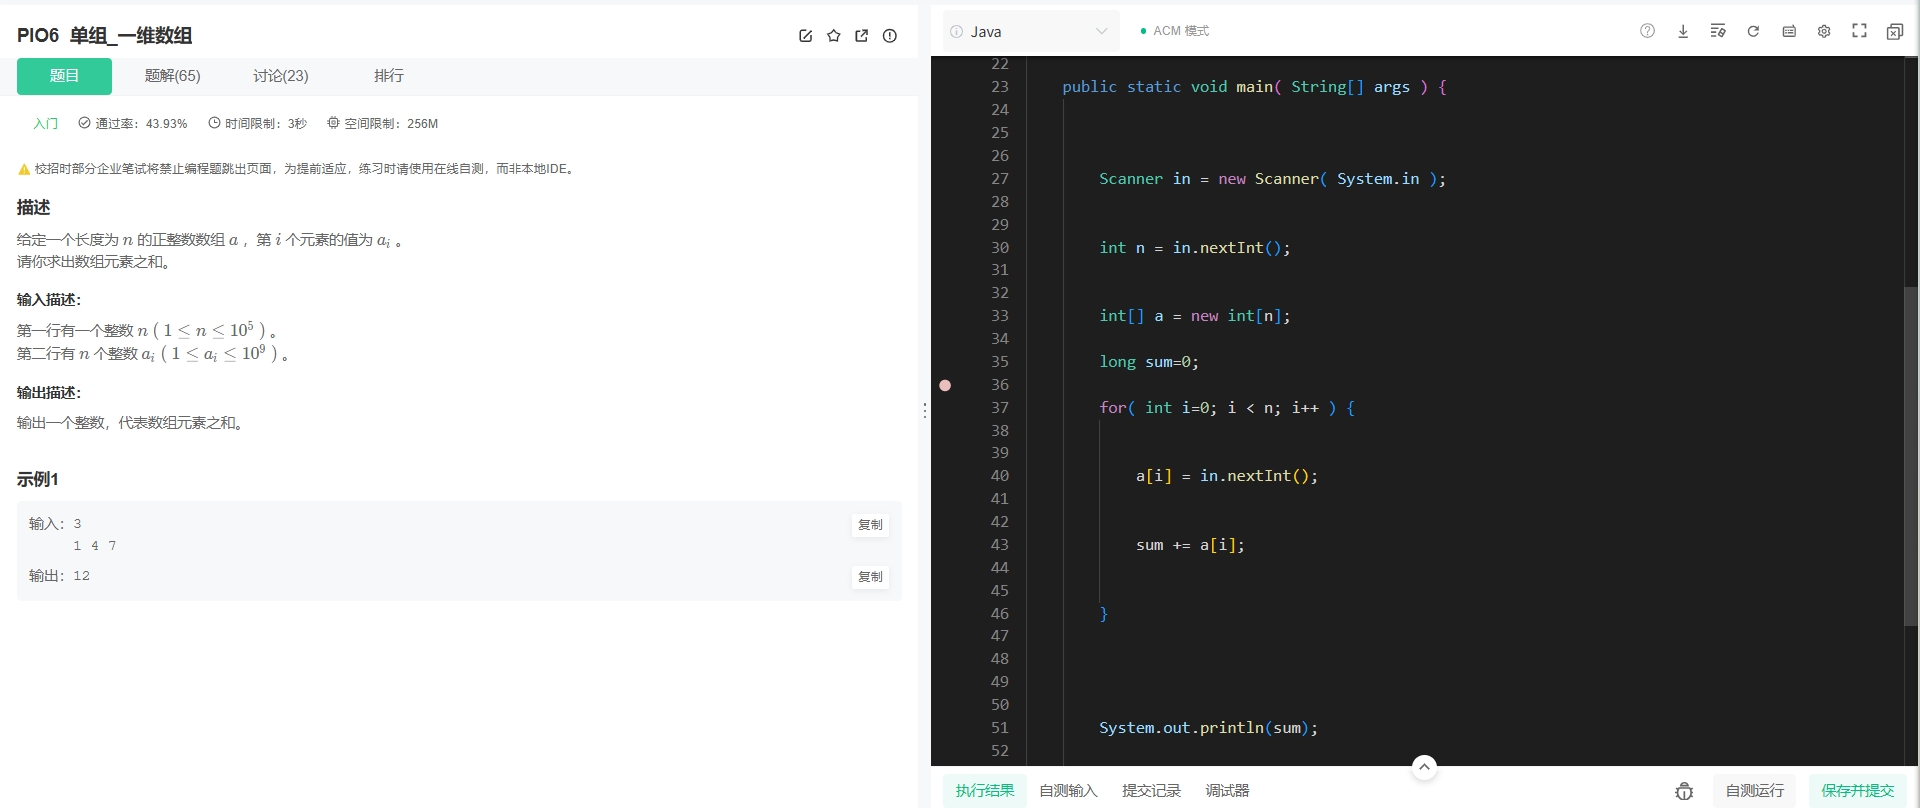 PIO6 单组_一维数组
题目 题解(65) 讨论(23) 排行
入门 通过率：43.93% 时间限制：3秒 空间限制：256M
校招时部分企业笔试将禁止编程题跳出页面，为提前适应，练习时请使用在线自测，而非本地IDE。
描述
给定一个长度为 n 的正整数数组 a ，第 i 个元素的值为 aᵢ 。
请你求出数组元素之和。
输入描述：
第一行有一个整数 n ( 1 ≤ n ≤ 10⁵ ) 。
第二行有 n 个整数 aᵢ ( 1 ≤ aᵢ ≤ 10⁹ ) 。
输出描述：
输出一个整数，代表数组元素之和。
示例1
输入：3 复制
1 4 7
输出：12 复制
Java ACM 模式
22
23 public static void main( String[] args ) {
24
25
26
27 Scanner in = new Scanner( System.in );
28
29
30 int n = in.nextInt();
31
32
33 int[] a = new int[n];
34
35 long sum=0;
36
37 for( int i=0; i < n; i++ ) {
38
39
40 a[i] = in.nextInt();
41
42
43 sum += a[i];
44
45
46 }
47
48
49
50
51 System.out.println(sum);
52
执行结果 自测输入 提交记录 调试器 自测运行 保存并提交